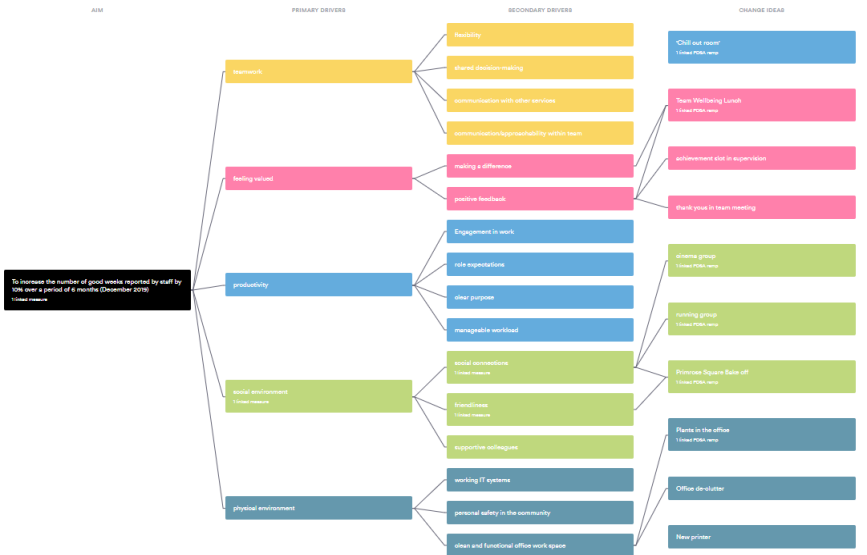 AIM
PRIMARY DRIVERS
SECONDARY DRIVERS
CHANGE IDEAS
To increase the number of good weeks reported by staff by
10% over a period of 6 months (December 2019)
1 linked measure
teamwork
feeling valued
productivity
social environment
1 linked measure
physical environment
flexibility
shared decision-making
communication with other services
communication/approachability within team
making a difference
positive feedback
Engagement in work
role expectations
clear purpose
manageable workload
social connections
1 linked measure
friendliness
1 linked measure
supportive colleagues
working IT systems
personal safety in the community
clean and functional office work space
'Chill out room'
1 linked PDSA ramp
Team Wellbeing Lunch
1 linked PDSA ramp
achievement slot in supervision
thank yous in team meeting
cinema group
1 linked PDSA ramp
running group
1 linked PDSA ramp
Primrose Square Bake off
1 linked PDSA ramp
Plants in the office
1 linked PDSA ramp
Office de-clutter
New printer